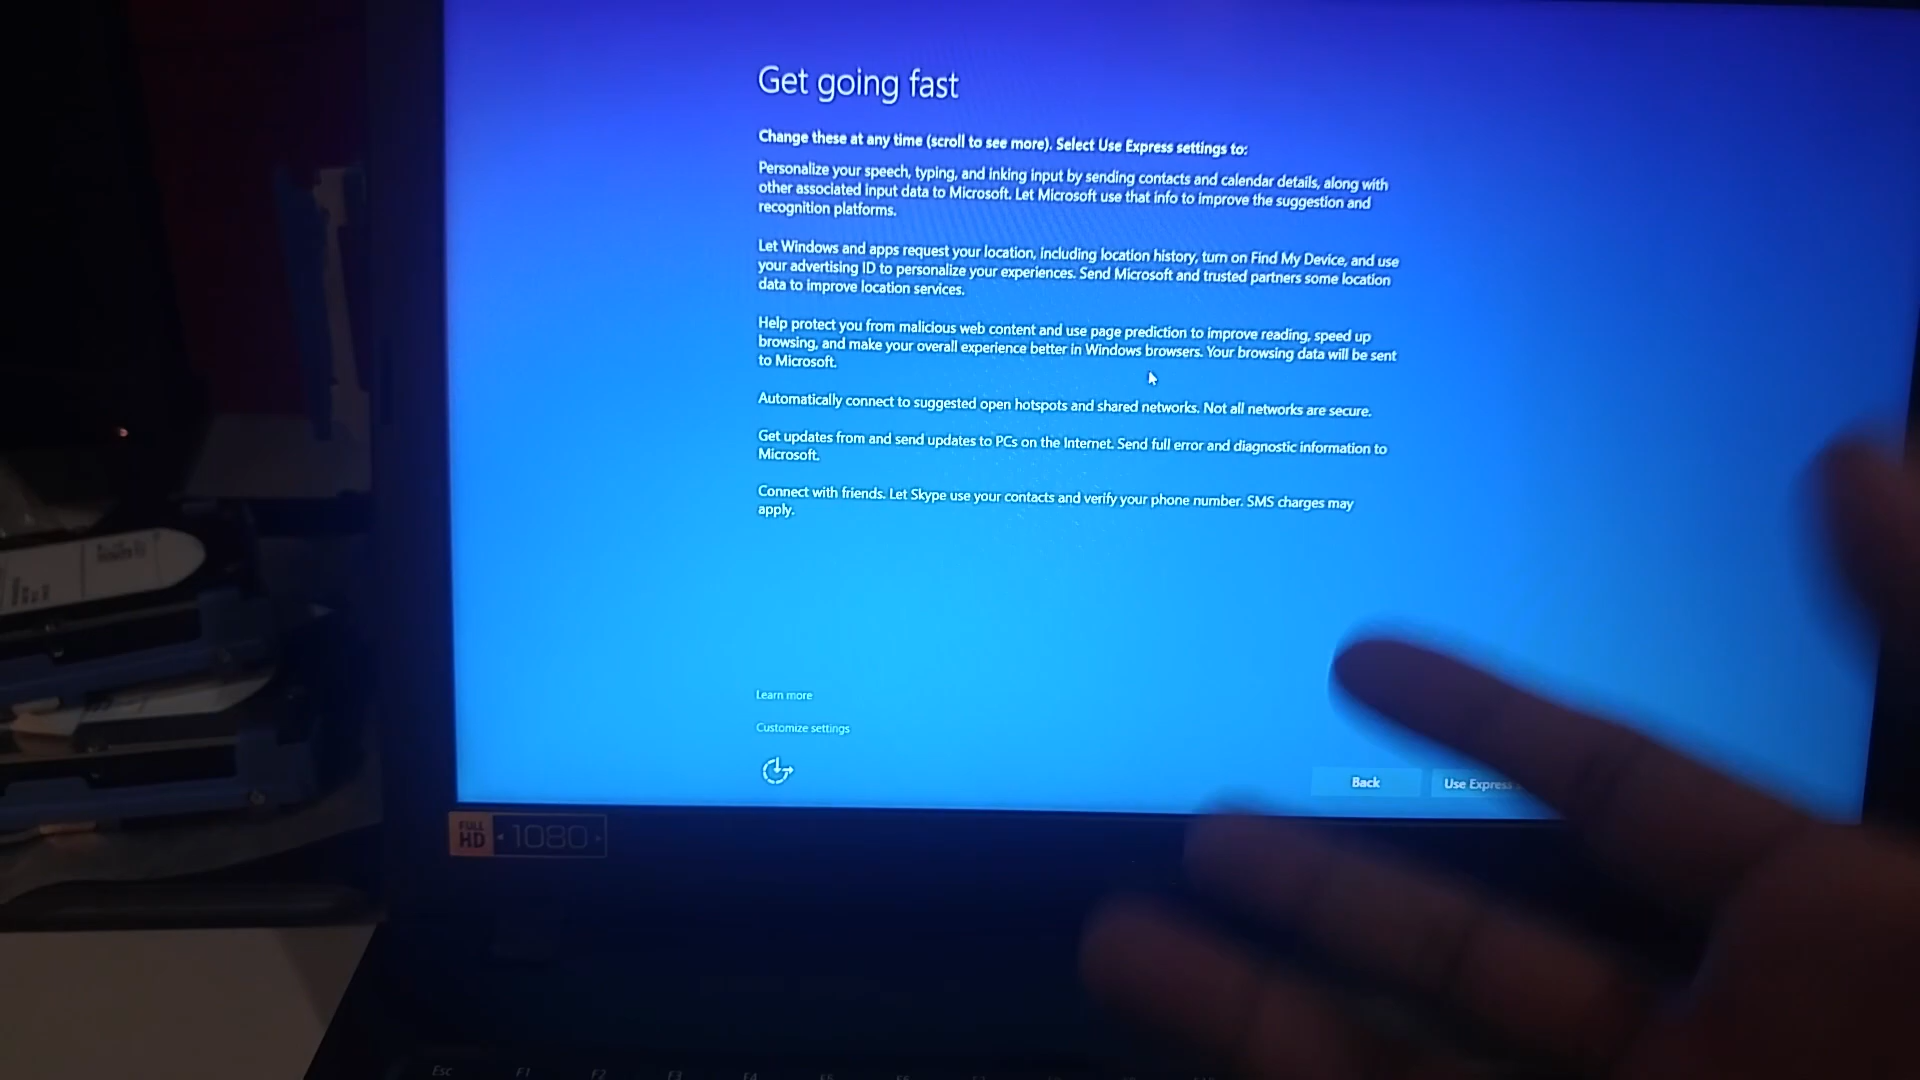 Get going fast
Change these at any time (scroll to see more). Select Use Express settings to:
Personalize your speech, typing, and inking input by sending contacts and calendar details, along with
other associated input data to Microsoft. Let Microsoft use that info to improve the suggestion and
recognition platforms.
Let Windows and apps request your location, including location history, turn on Find My Device, and use
your advertising ID to personalize your experiences. Send Microsoft and trusted partners some location
data to improve location services.
Help protect you from malicious web content and use page prediction to improve reading, speed up
browsing, and make your overall experience better in Windows browsers. Your browsing data will be sent
to Microsoft.
Automatically connect to suggested open hotspots and shared networks. Not all networks are secure.
Get updates from and send updates to PCs on the Internet. Send full error and diagnostic information to
Microsoft.
Connect with friends. Let Skype use your contacts and verify your phone number. SMS charges may
apply.
Learn more
Customize settings
Back
Use Express
FULL
HD 1080
Esc F1 F2 F3 F4